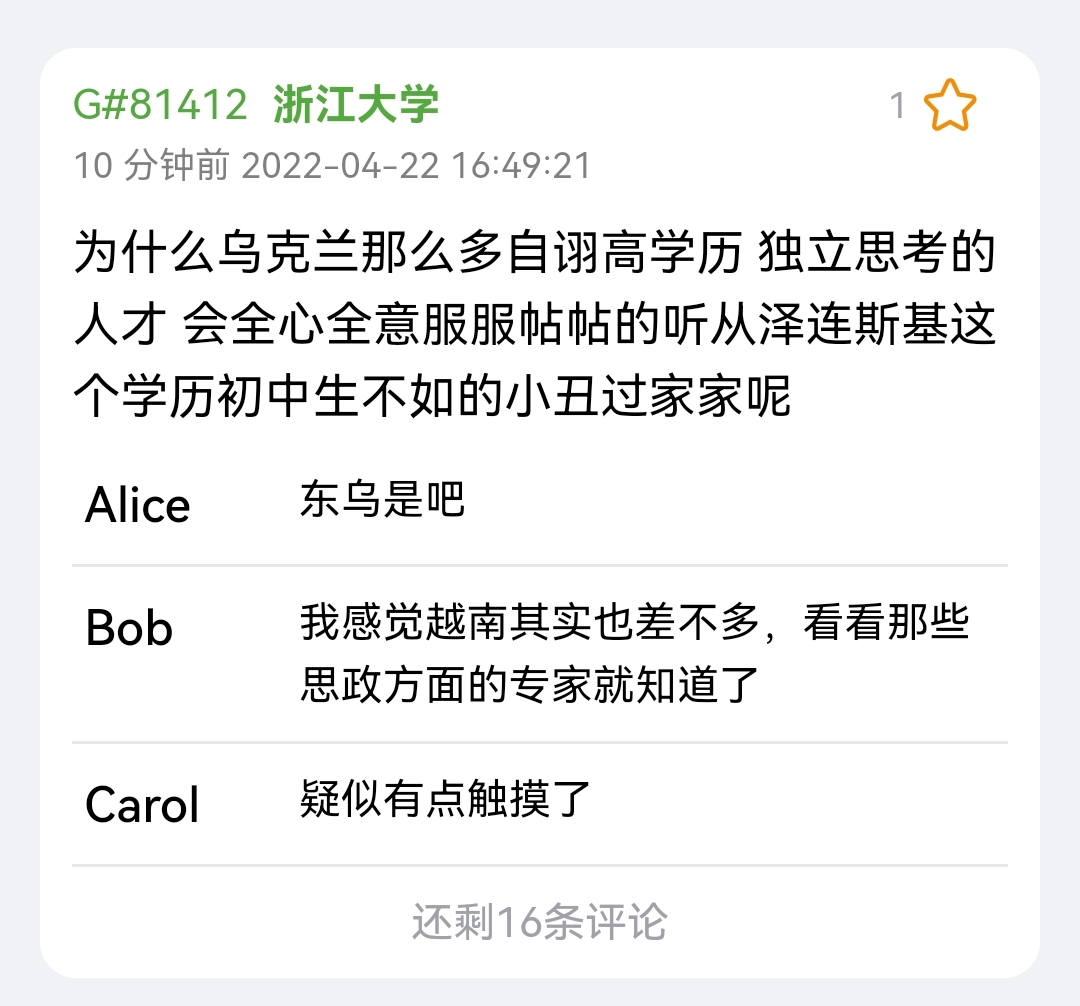 G#81412 浙江大学 1
10 分钟前 2022-04-22 16:49:21
为什么乌克兰那么多自诩高学历 独立思考的
人才 会全心全意服服帖帖的听从泽连斯基这
个学历初中生不如的小丑过家家呢
Alice 东乌是吧
Bob 我感觉越南其实也差不多，看看那些
思政方面的专家就知道了
Carol 疑似有点触摸了
还剩16条评论